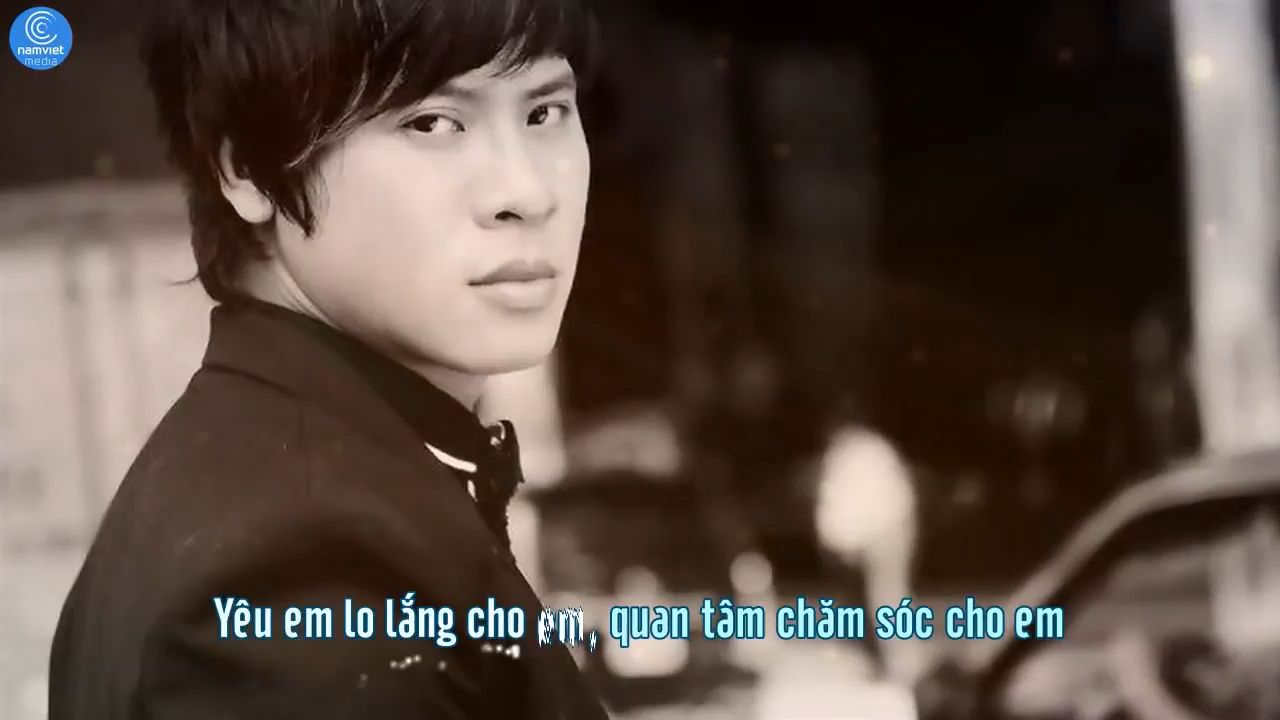 namviet
media
Yêu em lo lắng cho em, quan tâm chăm sóc cho em